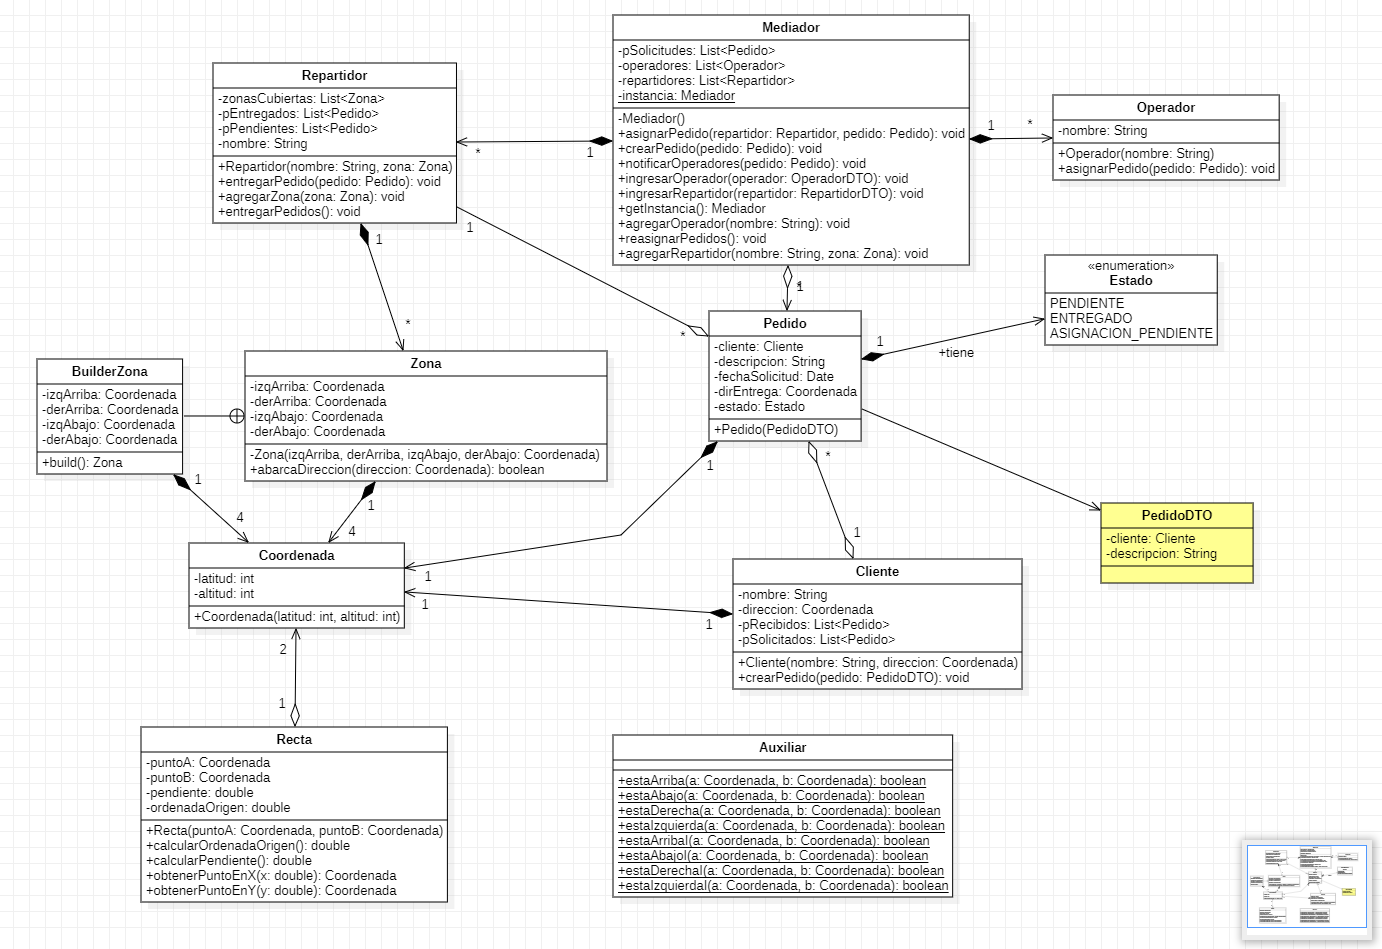 Mediador
-pSolicitudes: List<Pedido>
-operadores: List<Operador>
-repartidores: List<Repartidor>
-instancia: Mediador
-Mediador()
+asignarPedido(repartidor: Repartidor, pedido: Pedido): void
+crearPedido(pedido: Pedido): void
+notificarOperadores(pedido: Pedido): void
+ingresarOperador(operador: OperadorDTO): void
+ingresarRepartidor(repartidor: RepartidorDTO): void
+getInstancia(): Mediador
+agregarOperador(nombre: String): void
+reasignarPedidos(): void
+agregarRepartidor(nombre: String, zona: Zona): void
Repartidor
-zonasCubiertas: List<Zona>
-pEntregados: List<Pedido>
-pPendientes: List<Pedido>
-nombre: String
+Repartidor(nombre: String, zona: Zona)
+entregarPedido(pedido: Pedido): void
+agregarZona(zona: Zona): void
+entregarPedidos(): void
*
1
1
*
Operador
-nombre: String
+Operador(nombre: String)
+asignarPedido(pedido: Pedido): void
1
*
1
*
1
«enumeration»
Estado
PENDIENTE
ENTREGADO
ASIGNACION_PENDIENTE
1
*
Pedido
-cliente: Cliente
-descripcion: String
-fechaSolicitud: Date
-dirEntrega: Coordenada
-estado: Estado
+Pedido(PedidoDTO)
1
+tiene
BuilderZona
-izqArriba: Coordenada
-derArriba: Coordenada
-izqAbajo: Coordenada
-derAbajo: Coordenada
+build(): Zona
Zona
-izqArriba: Coordenada
-derArriba: Coordenada
-izqAbajo: Coordenada
-derAbajo: Coordenada
-Zona(izqArriba, derArriba, izqAbajo, derAbajo: Coordenada)
+abarcaDireccion(direccion: Coordenada): boolean
1
4
1
4
1
1
*
1
PedidoDTO
-cliente: Cliente
-descripcion: String
Coordenada
-latitud: int
-altitud: int
+Coordenada(latitud: int, altitud: int)
1
1
Cliente
-nombre: String
-direccion: Coordenada
-pRecibidos: List<Pedido>
-pSolicitados: List<Pedido>
+Cliente(nombre: String, direccion: Coordenada)
+crearPedido(pedido: PedidoDTO): void
2
1
Recta
-puntoA: Coordenada
-puntoB: Coordenada
-pendiente: double
-ordenadaOrigen: double
+Recta(puntoA: Coordenada, puntoB: Coordenada)
+calcularOrdenadaOrigen(): double
+calcularPendiente(): double
+obtenerPuntoEnX(x: double): Coordenada
+obtenerPuntoEnY(y: double): Coordenada
Auxiliar
+estaArriba(a: Coordenada, b: Coordenada): boolean
+estaAbajo(a: Coordenada, b: Coordenada): boolean
+estaDerecha(a: Coordenada, b: Coordenada): boolean
+estaIzquierda(a: Coordenada, b: Coordenada): boolean
+estaArribaI(a: Coordenada, b: Coordenada): boolean
+estaAbajoI(a: Coordenada, b: Coordenada): boolean
+estaDerechaI(a: Coordenada, b: Coordenada): boolean
+estaIzquierdaI(a: Coordenada, b: Coordenada): boolean